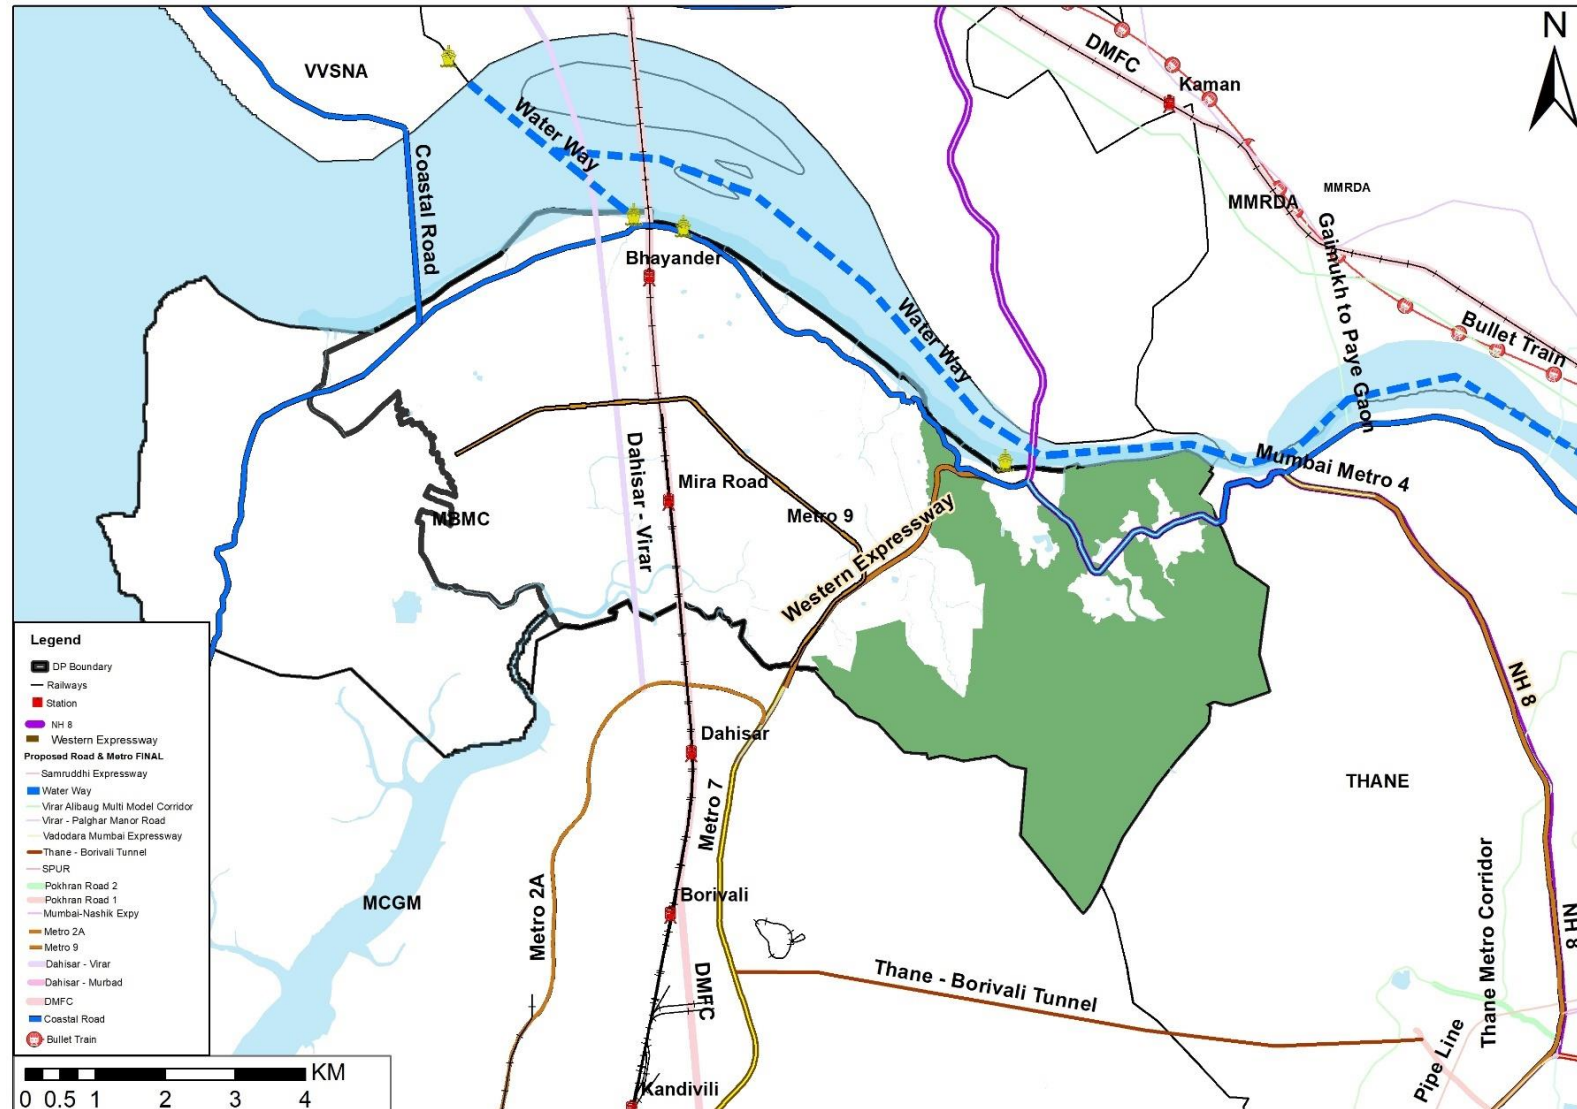 N
VVSNA
DMFC
Kaman
Water Way
Coastal Road
MMRDA
MMRDA
Gaimukh to Paye Gaon
Bhayander
Water Way
Bullet Train
Mumbai Metro 4
Dahisar - Virar
Mira Road
MBMC
Metro 9
Western Expressway
NH 8
Dahisar
THANE
Metro 7
MCGM
Metro 2A
Borivali
DMFC
Thane - Borivali Tunnel
Thane Metro Corridor
NH 8
Pipe Line
Kandivili
Legend
DP Boundary
Railways
Station
NH 8
Western Expressway
Proposed Road & Metro FINAL
Samruddhi Expressway
Water Way
Virar Alibaug Multi Model Corridor
Virar - Palghar Manor Road
Vadodara Mumbai Expressway
Thane - Borivali Tunnel
SPUR
Pokhran Road 2
Pokhran Road 1
Mumbai-Nashik Expy
Metro 2A
Metro 9
Dahisar - Virar
Dahisar - Murbad
DMFC
Coastal Road
Bullet Train
KM
0 0.5 1 2 3 4